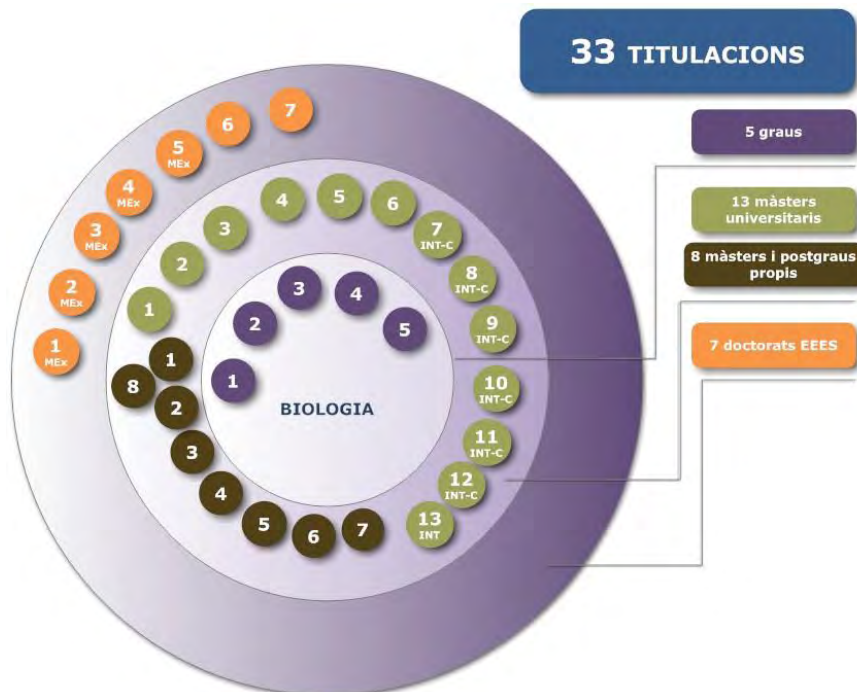 33 TITULACIONS
5 graus
13 màsters
universitaris
8 màsters i postgraus
propis
7 doctorats EEES
1
MEx
2
MEx
3
MEx
4
MEx
5
MEx
6
7
1
2
3
4
5
6
7
INT-C
8
INT-C
9
INT-C
10
INT-C
11
INT-C
12
INT-C
13
INT
1
2
3
4
5
6
7
8
1
2
3
4
5
BIOLOGIA